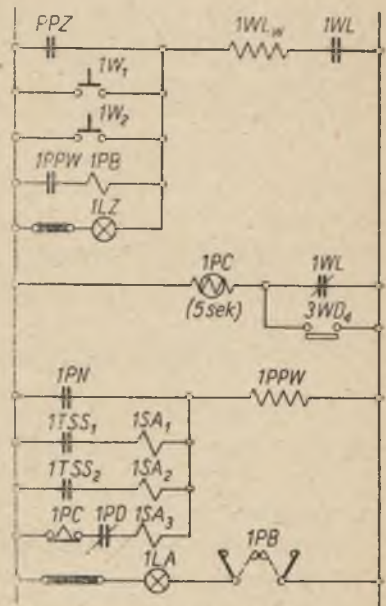 PPZ 1WLw 1WL
1W1
1W2
1PPW 1PB
1LZ
1PC 1WL
(5sek) 3WD4
1PN 1PPW
1TSS1 1SA1
1TSS2 1SA2
1PC 1PD 1SA3
1LA 1PB